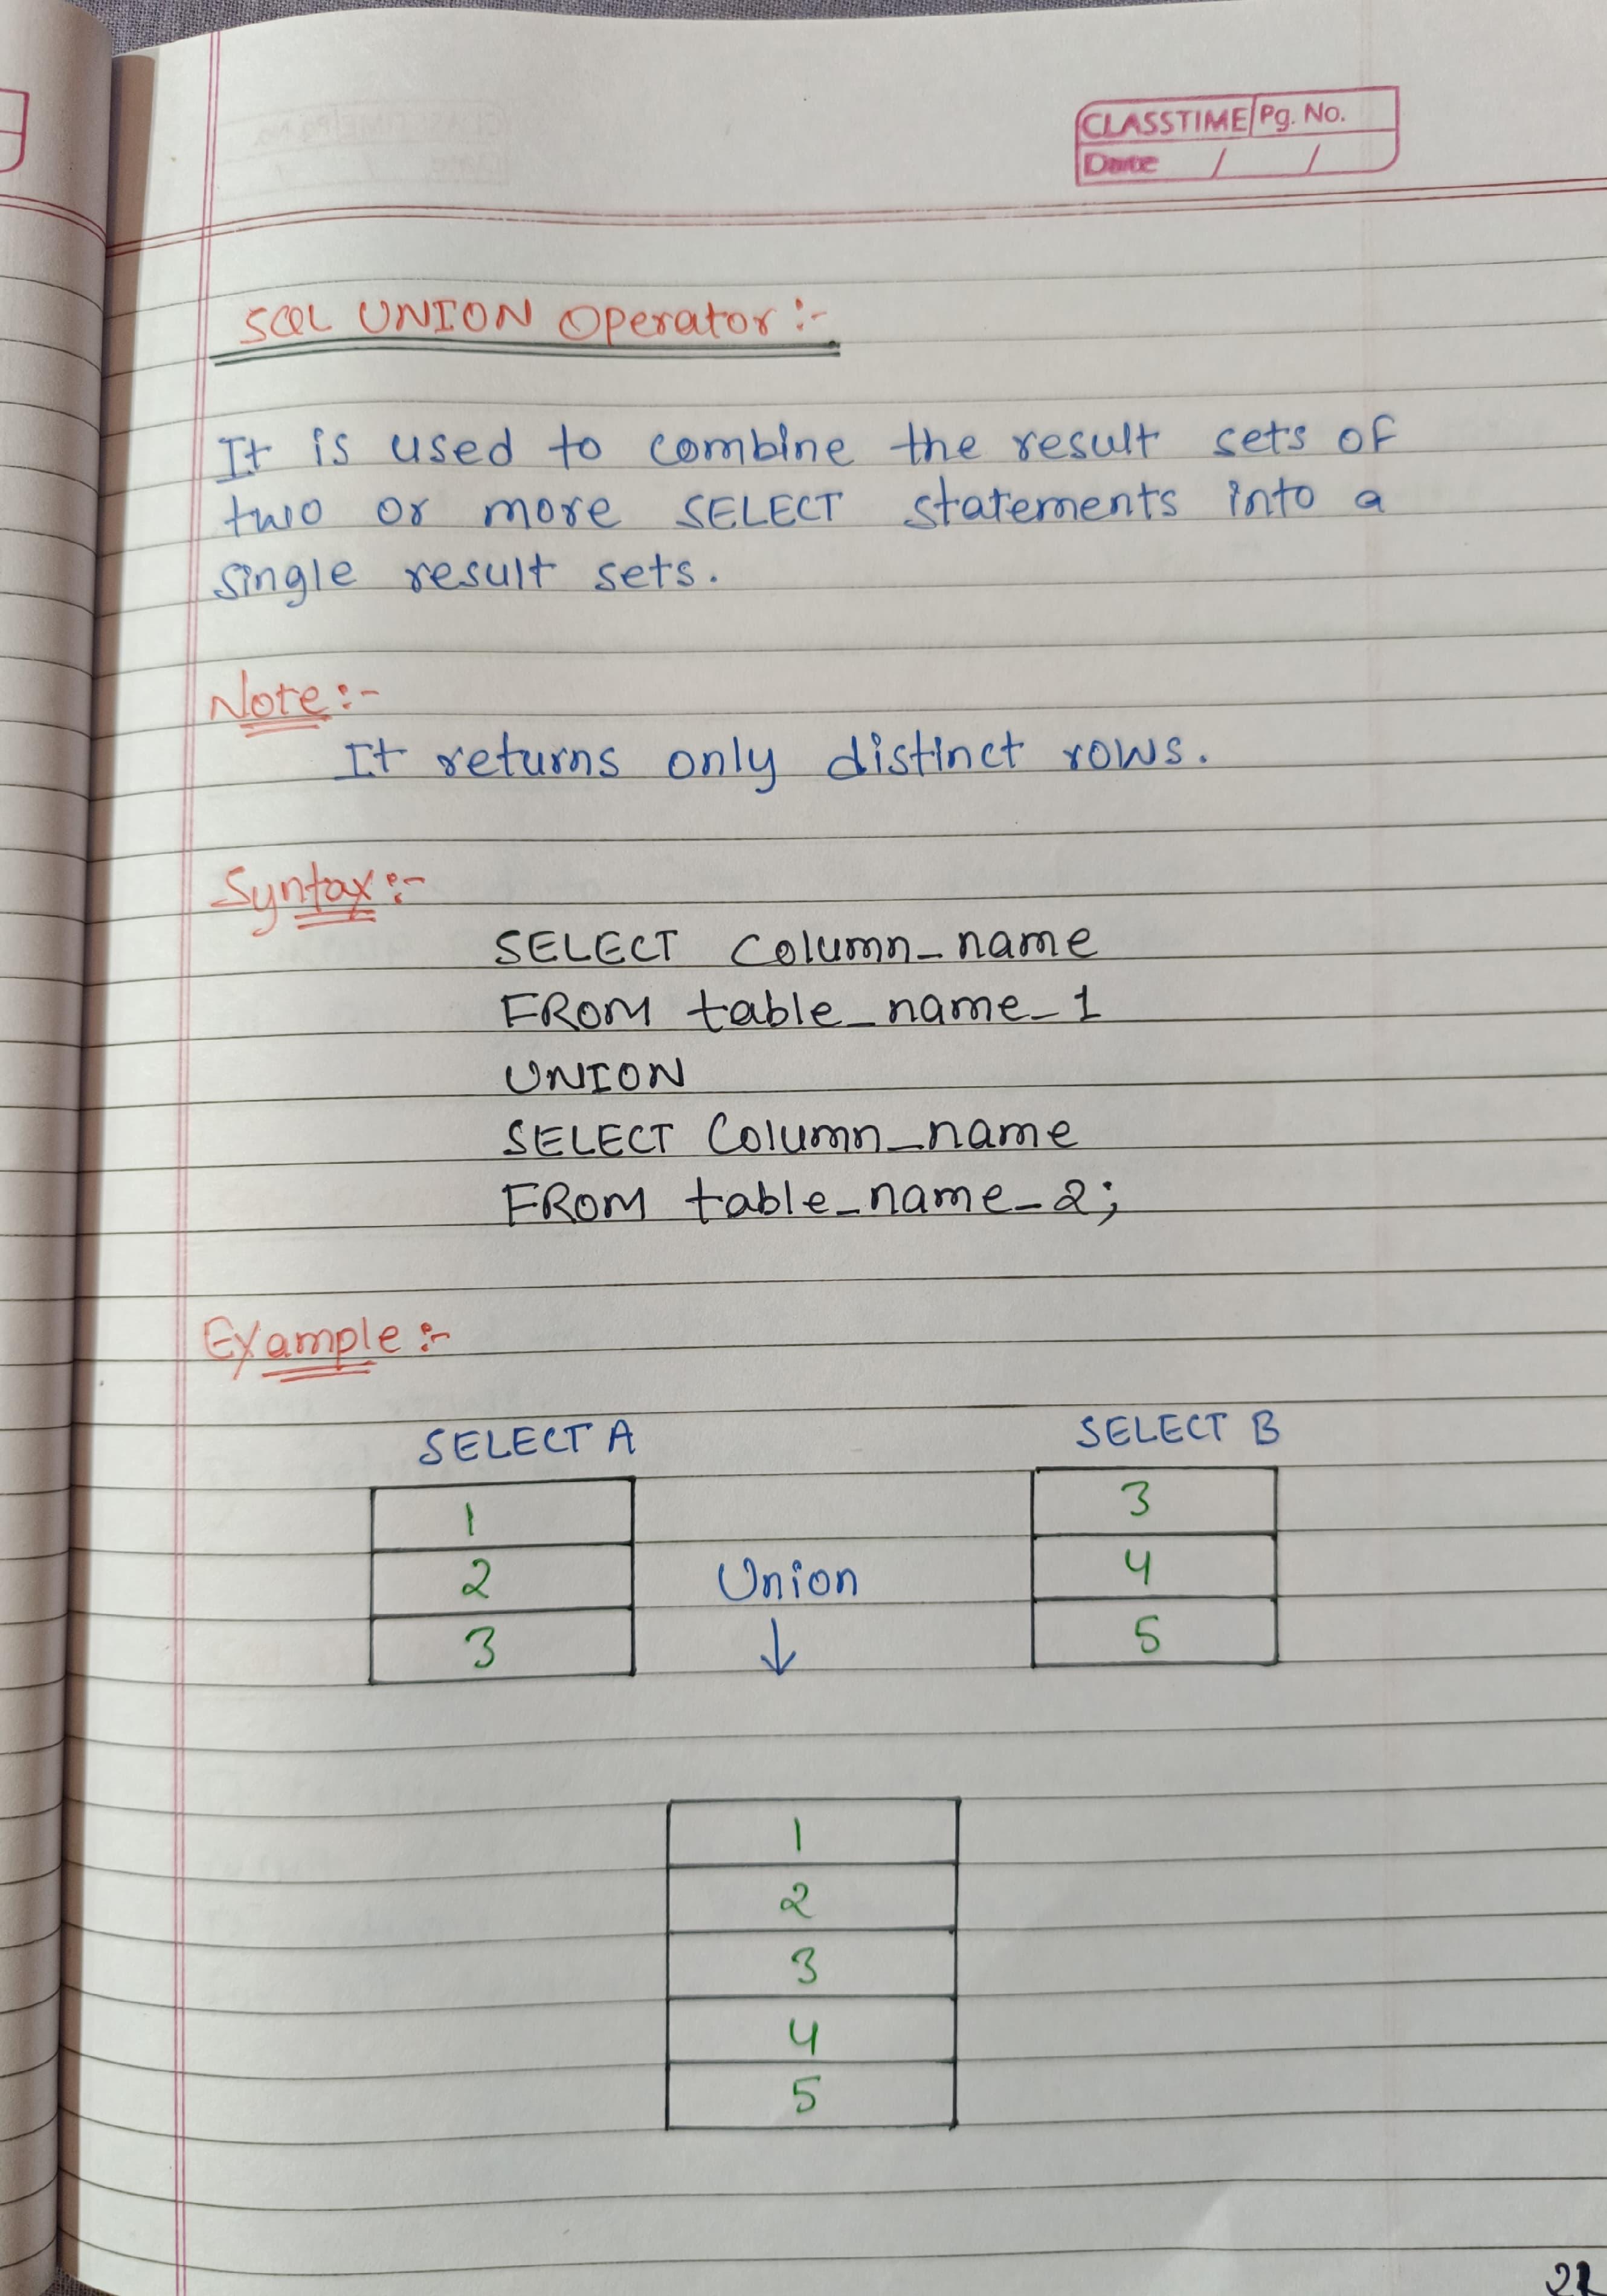 CLASSTIME Pg. No.
Date / /
SQL UNION Operator :-
It is used to combine the result sets of
two or more SELECT statements into a
single result sets.
Note :-
It returns only distinct rows.
Syntax :-
SELECT Column_name
FROM table_name_1
UNION
SELECT Column_name
FROM table_name_2;
Example :-
SELECT A SELECT B
1 3
2 Union 4
3 ↓ 5
1
2
3
4
5